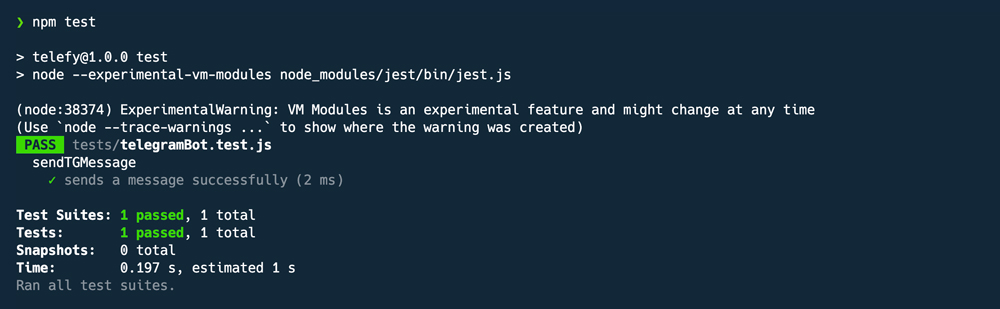 ❯ npm test
> telefy@1.0.0 test
> node --experimental-vm-modules node_modules/jest/bin/jest.js
(node:38374) ExperimentalWarning: VM Modules is an experimental feature and might change at any time
(Use `node --trace-warnings ...` to show where the warning was created)
PASS tests/telegramBot.test.js
sendTGMessage
✓ sends a message successfully (2 ms)
Test Suites: 1 passed, 1 total
Tests: 1 passed, 1 total
Snapshots: 0 total
Time: 0.197 s, estimated 1 s
Ran all test suites.